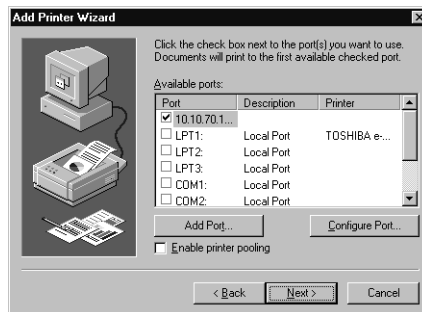 Add Printer Wizard
Click the check box next to the port(s) you want to use.
Documents will print to the first available checked port.
Available ports:
Port Description Printer
10.10.70.1...
LPT1: Local Port TOSHIBA e-...
LPT2: Local Port
LPT3: Local Port
COM1: Local Port
COM2: Local Port
Add Port... Configure Port...
Enable printer pooling
< Back Next > Cancel